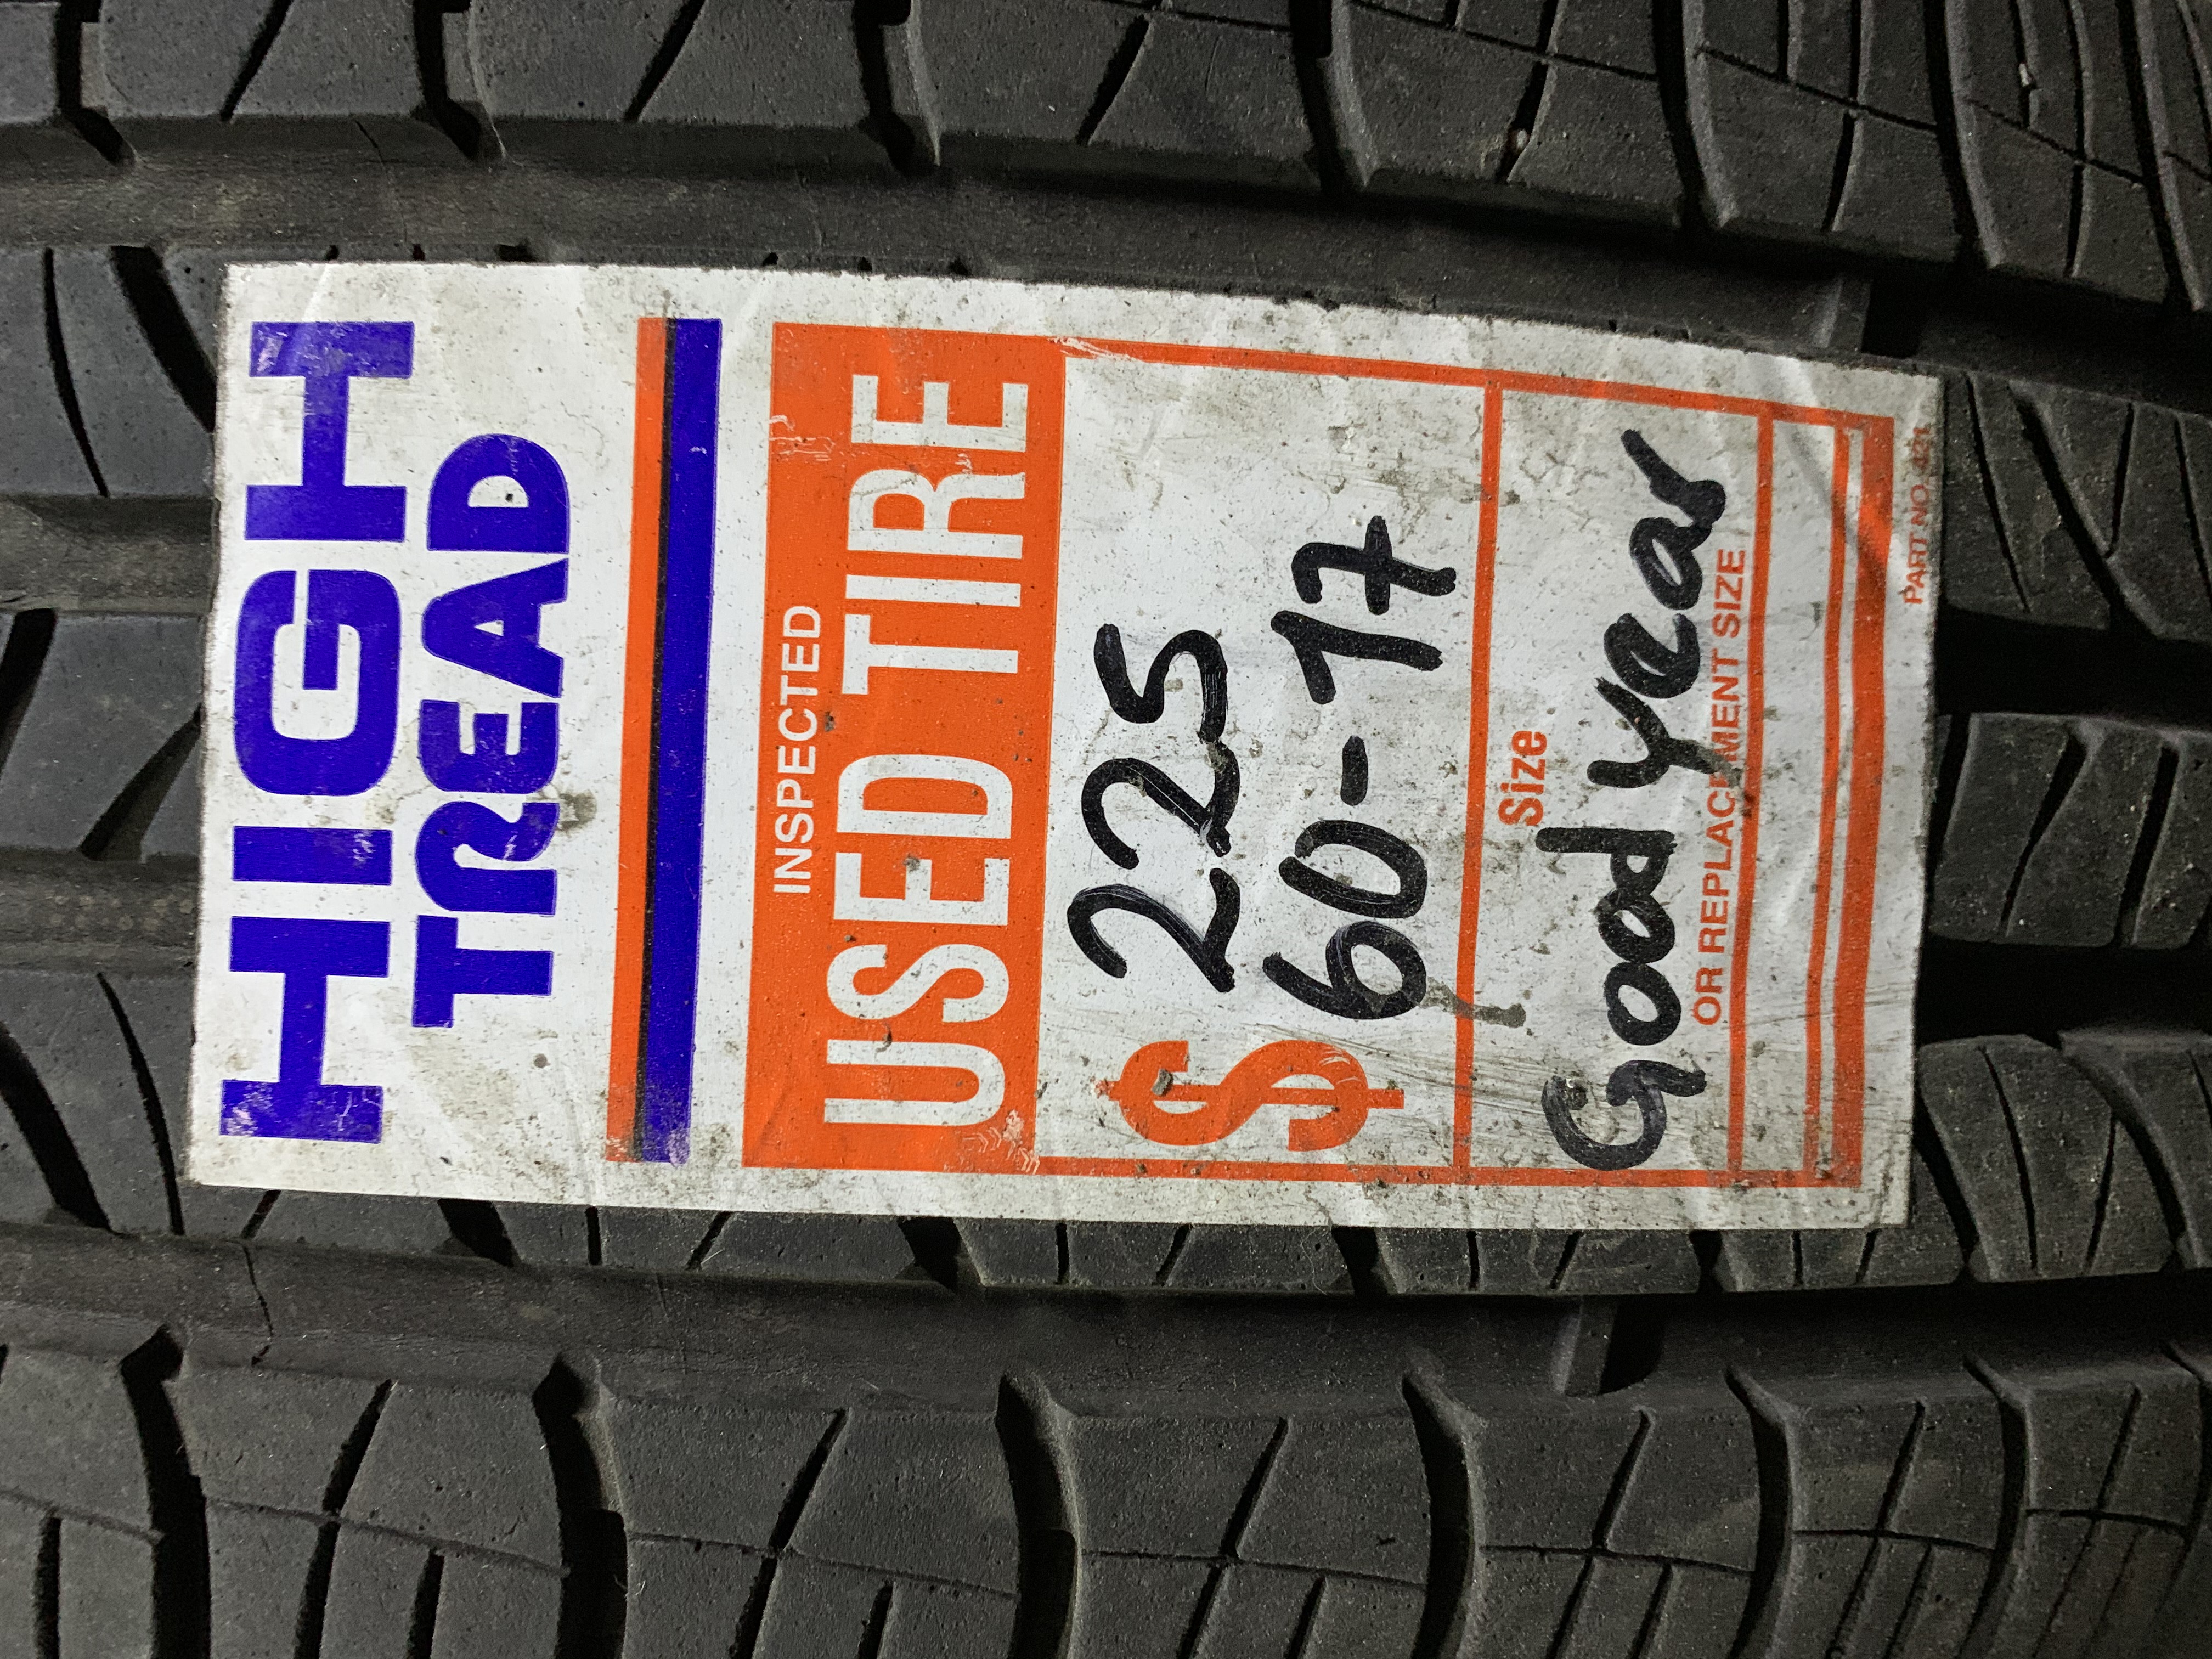 HIGH
TREAD
INSPECTED
USED TIRE
$ 225
60-17
Size
Goodyear
OR REPLACEMENT SIZE
PART NO. 421